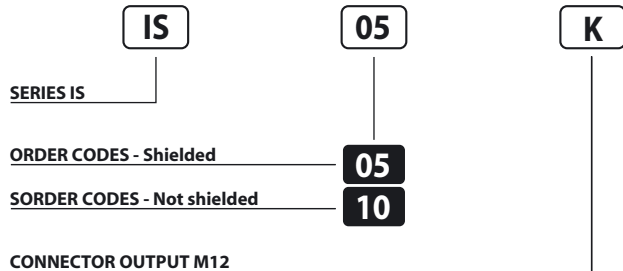 IS 05 K
SERIES IS
ORDER CODES - Shielded 05
SORDER CODES - Not shielded 10
CONNECTOR OUTPUT M12